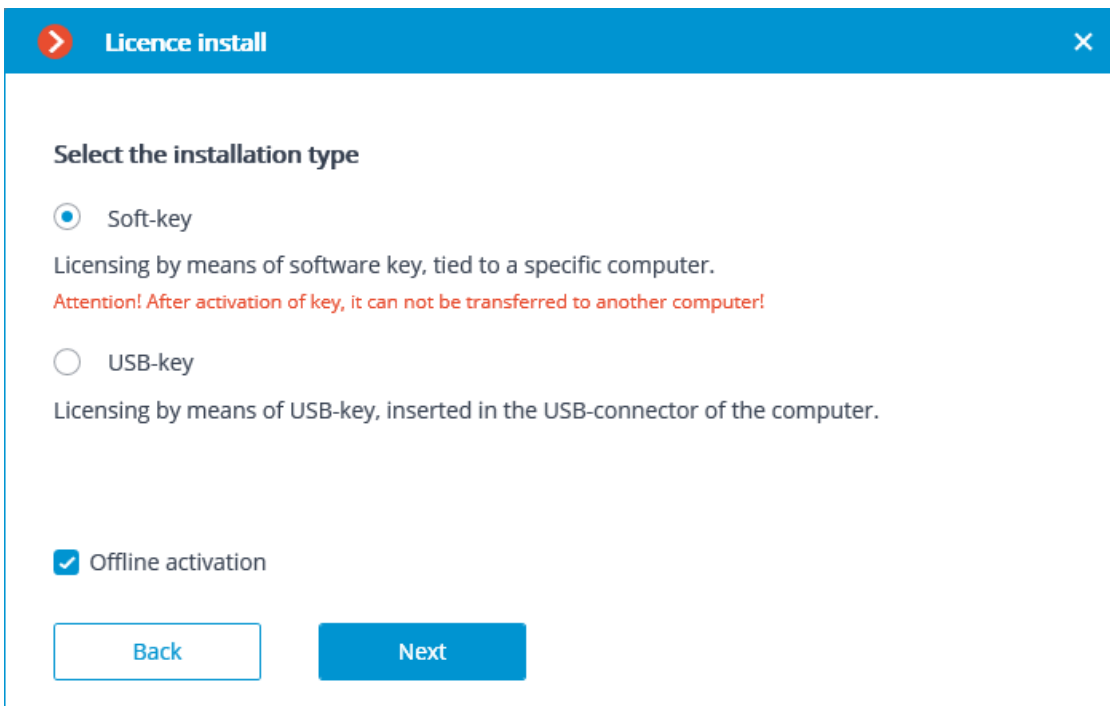 Licence install
Select the installation type
Soft-key
Licensing by means of software key, tied to a specific computer.
Attention! After activation of key, it can not be transferred to another computer!
USB-key
Licensing by means of USB-key, inserted in the USB-connector of the computer.
Offline activation
Back
Next